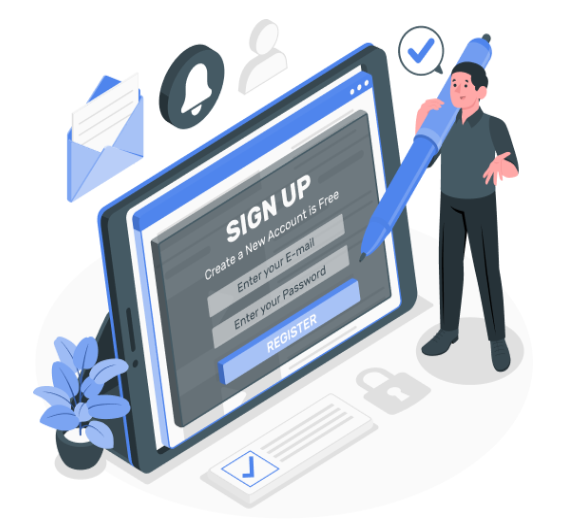 SIGN UP
Create a New Account is Free
Enter your E-mail
Enter your Password
REGISTER